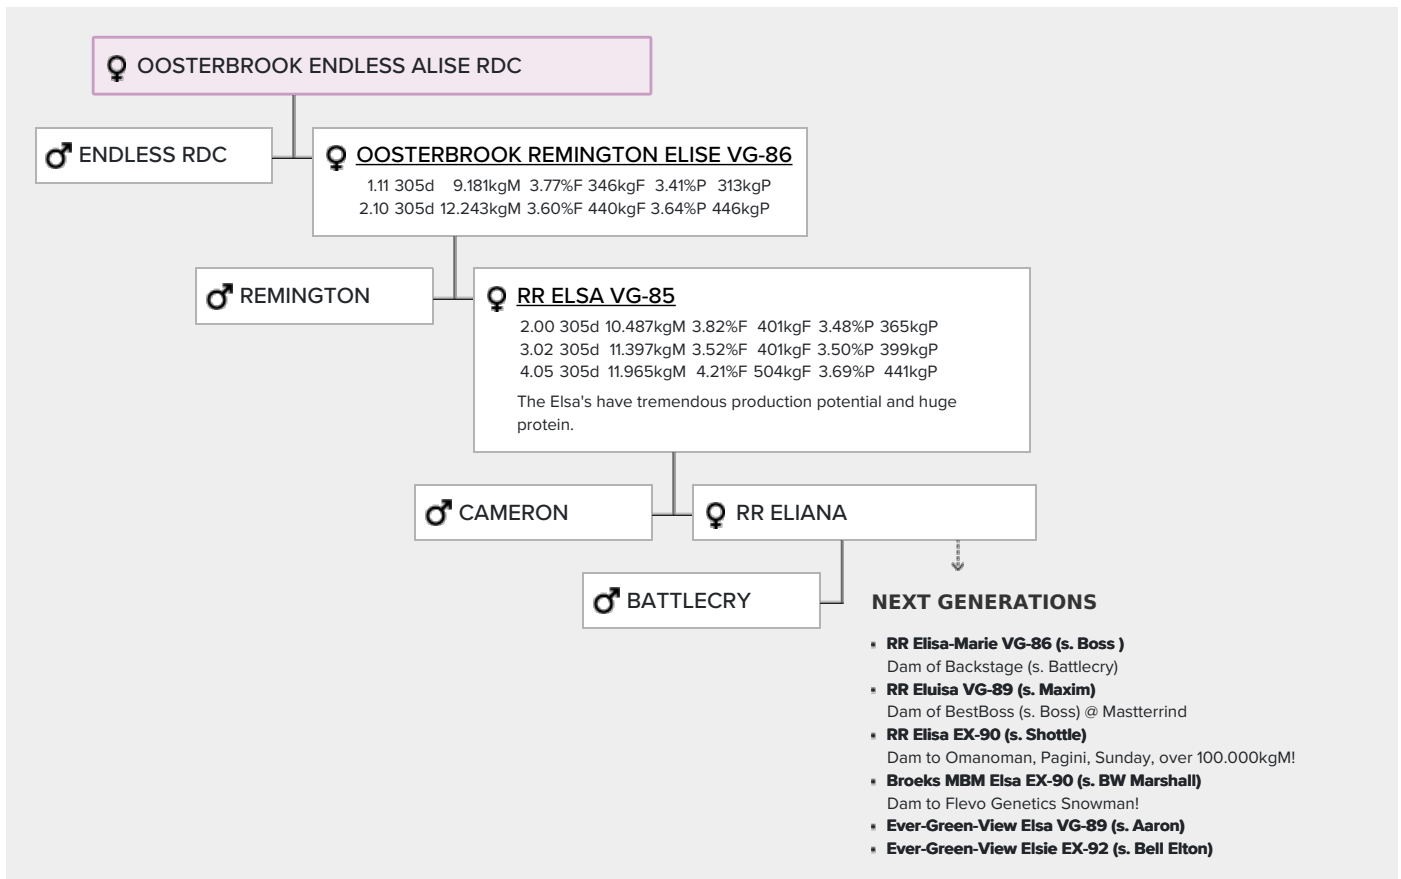 OOSTERBROOK ENDLESS ALISE RDC
ENDLESS RDC
OOSTERBROOK REMINGTON ELISE VG-86
1.11 305d 9.181kgM 3.77%F 346kgF 3.41%P 313kgP
2.10 305d 12.243kgM 3.60%F 440kgF 3.64%P 446kgP
REMINGTON
RR ELSA VG-85
2.00 305d 10.487kgM 3.82%F 401kgF 3.48%P 365kgP
3.02 305d 11.397kgM 3.52%F 401kgF 3.50%P 399kgP
4.05 305d 11.965kgM 4.21%F 504kgF 3.69%P 441kgP
The Elsa's have tremendous production potential and huge
protein.
CAMERON
RR ELIANA
BATTLECRY
NEXT GENERATIONS
RR Elisa-Marie VG-86 (s. Boss )
Dam of Backstage (s. Battlecry)
RR Eluisa VG-89 (s. Maxim)
Dam of BestBoss (s. Boss) @ Mastterrind
RR Elisa EX-90 (s. Shottle)
Dam to Omanoman, Pagini, Sunday, over 100.000kgM!
Broeks MBM Elsa EX-90 (s. BW Marshall)
Dam to Flevo Genetics Snowman!
Ever-Green-View Elsa VG-89 (s. Aaron)
Ever-Green-View Elsie EX-92 (s. Bell Elton)